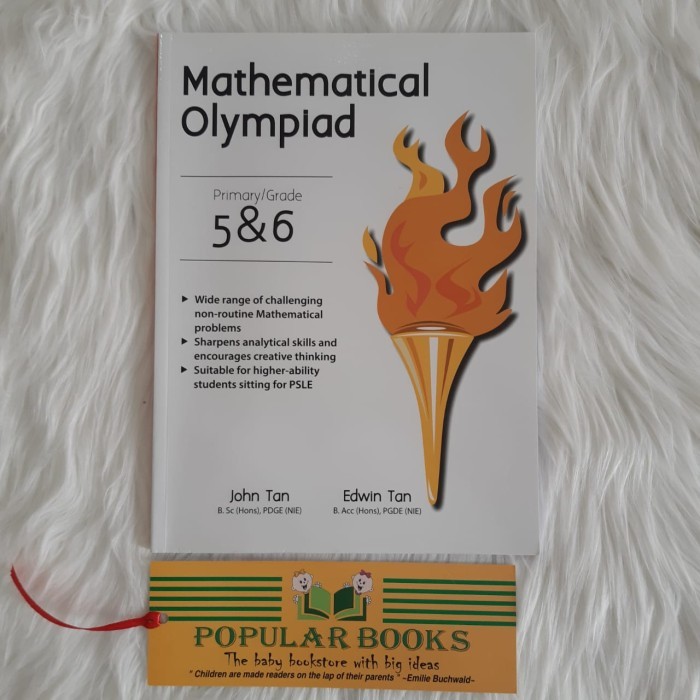 Mathematical
Olympiad
Primary/Grade
5&6
▶ Wide range of challenging
non-routine Mathematical
problems
▶ Sharpens analytical skills and
encourages creative thinking
▶ Suitable for higher-ability
students sitting for PSLE
John Tan
B. Sc (Hons), PDGE (NIE)
Edwin Tan
B. Acc (Hons), PGDE (NIE)
POPULAR BOOKS
The baby bookstore with big ideas
" Children are made readers on the lap of their parents " ~Emilie Buchwald~